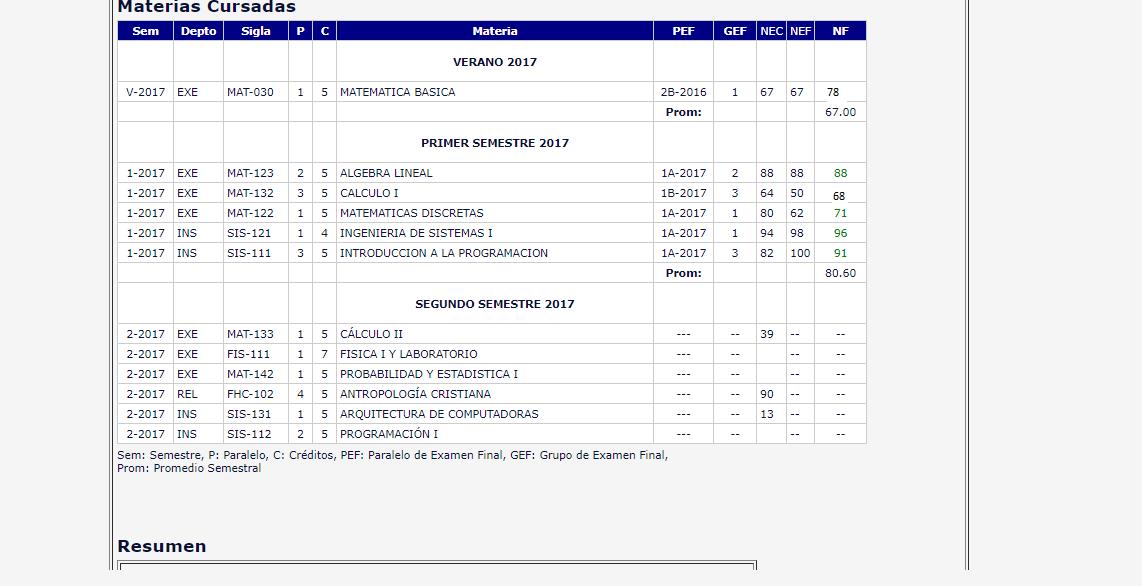 Materias Cursadas
Sem Depto Sigla P C Materia PEF GEF NEC NEF NF
VERANO 2017
V-2017 EXE MAT-030 1 5 MATEMATICA BASICA 2B-2016 1 67 67 78
Prom: 67.00
PRIMER SEMESTRE 2017
1-2017 EXE MAT-123 2 5 ALGEBRA LINEAL 1A-2017 2 88 88 88
1-2017 EXE MAT-132 3 5 CALCULO I 1B-2017 3 64 50 68
1-2017 EXE MAT-122 1 5 MATEMATICAS DISCRETAS 1A-2017 1 80 62 71
1-2017 INS SIS-121 1 4 INGENIERIA DE SISTEMAS I 1A-2017 1 94 98 96
1-2017 INS SIS-111 3 5 INTRODUCCION A LA PROGRAMACION 1A-2017 3 82 100 91
Prom: 80.60
SEGUNDO SEMESTRE 2017
2-2017 EXE MAT-133 1 5 CÁLCULO II --- -- 39 -- --
2-2017 EXE FIS-111 1 7 FISICA I Y LABORATORIO --- -- -- --
2-2017 EXE MAT-142 1 5 PROBABILIDAD Y ESTADISTICA I --- -- -- --
2-2017 REL FHC-102 4 5 ANTROPOLOGÍA CRISTIANA --- -- 90 -- --
2-2017 INS SIS-131 1 5 ARQUITECTURA DE COMPUTADORAS --- -- 13 -- --
2-2017 INS SIS-112 2 5 PROGRAMACIÓN I --- -- -- --
Sem: Semestre, P: Paralelo, C: Créditos, PEF: Paralelo de Examen Final, GEF: Grupo de Examen Final,
Prom: Promedio Semestral
Resumen